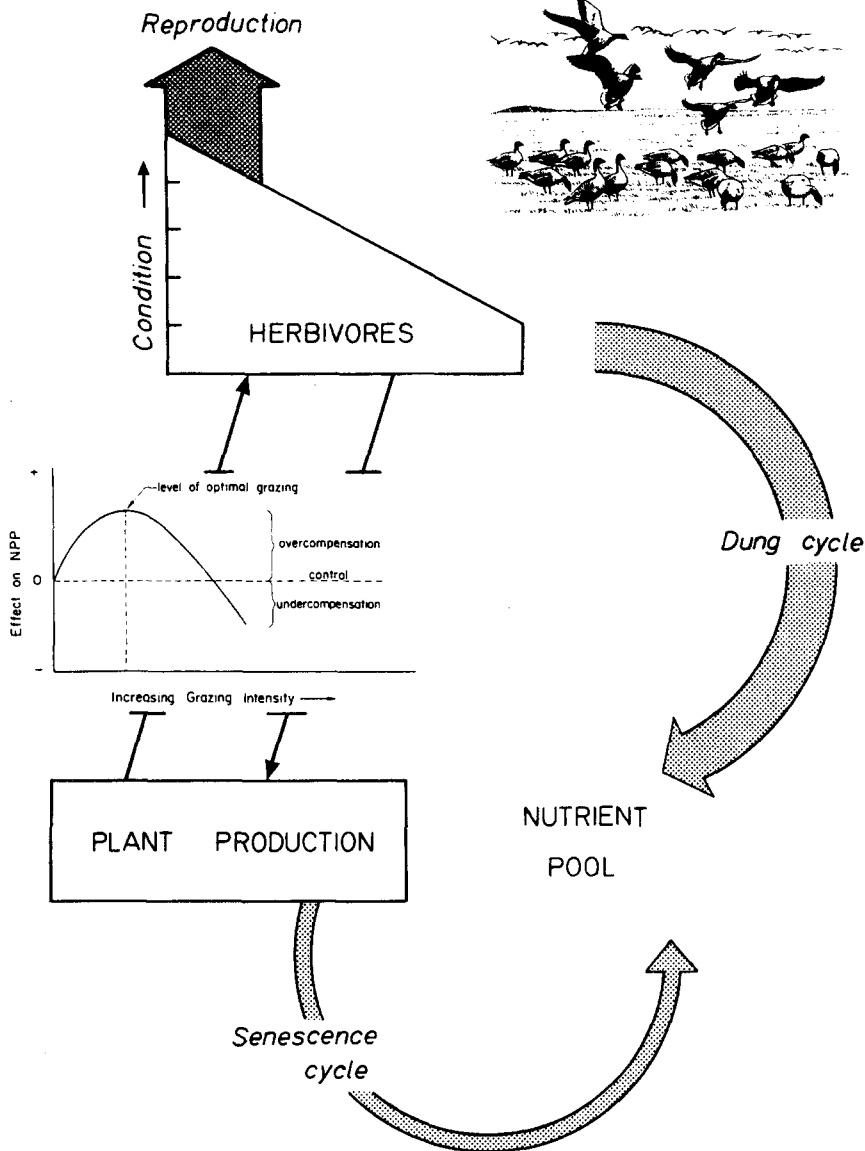 Reproduction
Condition
HERBIVORES
+
level of optimal grazing
overcompensation
control
O
undercompensation
Effect on NPP
-
Increasing Grazing Intensity
Dung cycle
PLANT PRODUCTION
NUTRIENT
POOL
Senescence
cycle